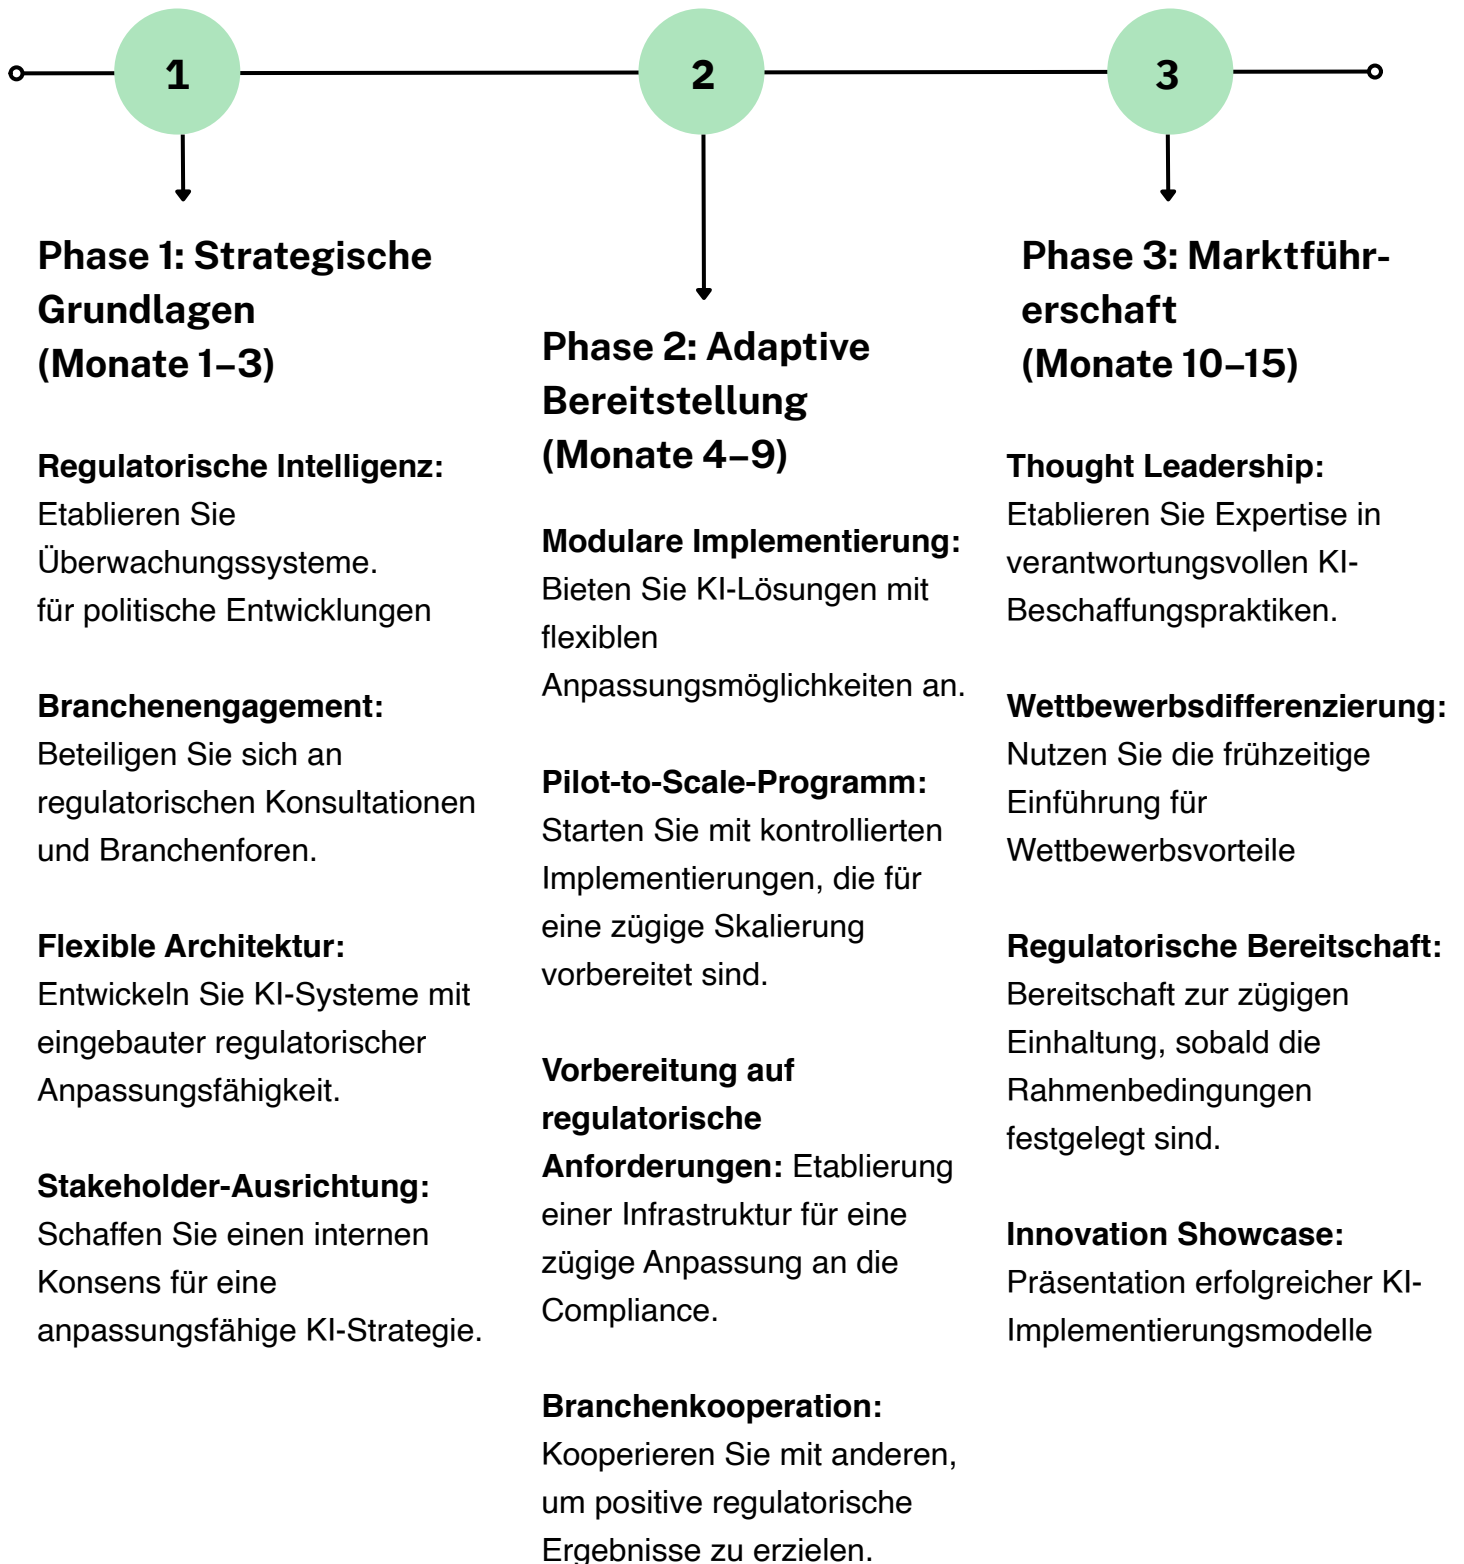 1
2
3
Phase 1: Strategische
Grundlagen
(Monate 1–3)
Regulatorische Intelligenz:
Etablieren Sie
Überwachungssysteme.
für politische Entwicklungen
Branchenengagement:
Beteiligen Sie sich an
regulatorischen Konsultationen
und Branchenforen.
Flexible Architektur:
Entwickeln Sie KI-Systeme mit
eingebauter regulatorischer
Anpassungsfähigkeit.
Stakeholder-Ausrichtung:
Schaffen Sie einen internen
Konsens für eine
anpassungsfähige KI-Strategie.
Phase 2: Adaptive
Bereitstellung
(Monate 4–9)
Modulare Implementierung:
Bieten Sie KI-Lösungen mit
flexiblen
Anpassungsmöglichkeiten an.
Pilot-to-Scale-Programm:
Starten Sie mit kontrollierten
Implementierungen, die für
eine zügige Skalierung
vorbereitet sind.
Vorbereitung auf
regulatorische
Anforderungen: Etablierung
einer Infrastruktur für eine
zügige Anpassung an die
Compliance.
Branchenkooperation:
Kooperieren Sie mit anderen,
um positive regulatorische
Ergebnisse zu erzielen.
Phase 3: Marktführ-
erschaft
(Monate 10–15)
Thought Leadership:
Etablieren Sie Expertise in
verantwortungsvollen KI-
Beschaffungspraktiken.
Wettbewerbsdifferenzierung:
Nutzen Sie die frühzeitige
Einführung für
Wettbewerbsvorteile
Regulatorische Bereitschaft:
Bereitschaft zur zügigen
Einhaltung, sobald die
Rahmenbedingungen
festgelegt sind.
Innovation Showcase:
Präsentation erfolgreicher KI-
Implementierungsmodelle